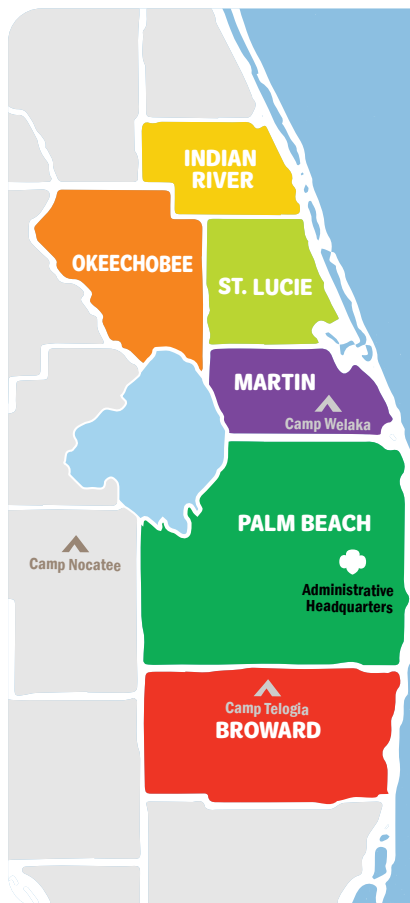 INDIAN
RIVER
OKEECHOBEE
ST. LUCIE
MARTIN
Camp Welaka
PALM BEACH
Camp Nocatee
Administrative
Headquarters
Camp Telogia
BROWARD